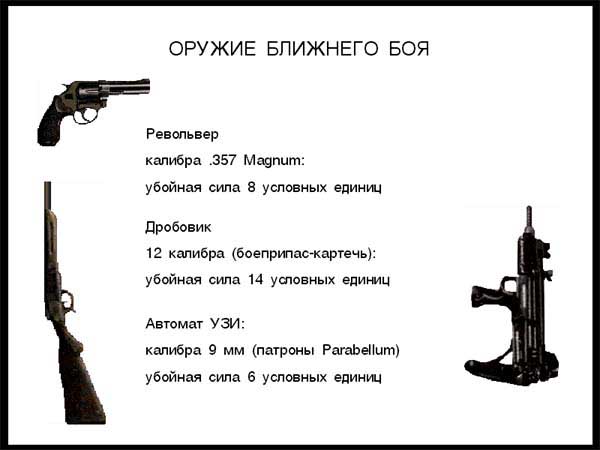 ОРУЖИЕ БЛИЖНЕГО БОЯ
Револьвер
калибра .357 Magnum:
убойная сила 8 условных единиц
Дробовик
12 калибра (боеприпас-картечь):
убойная сила 14 условных единиц
Автомат УЗИ:
калибра 9 мм (патроны Parabellum)
убойная сила 6 условных единиц